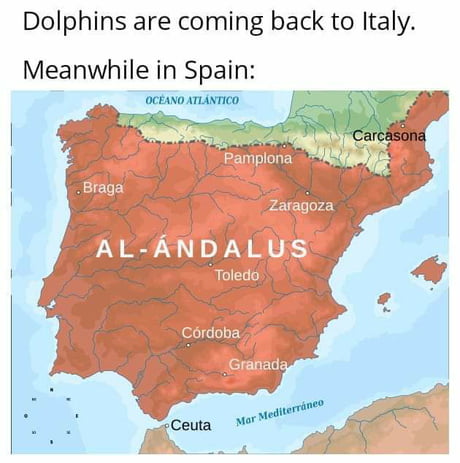 Dolphins are coming back to Italy.
Meanwhile in Spain:
OCÉANO ATLÁNTICO
Carcasona
Pamplona
Braga
Zaragoza
AL-ÁNDALUS
Toledo
Córdoba
Granada
Mar Mediterráneo
Ceuta